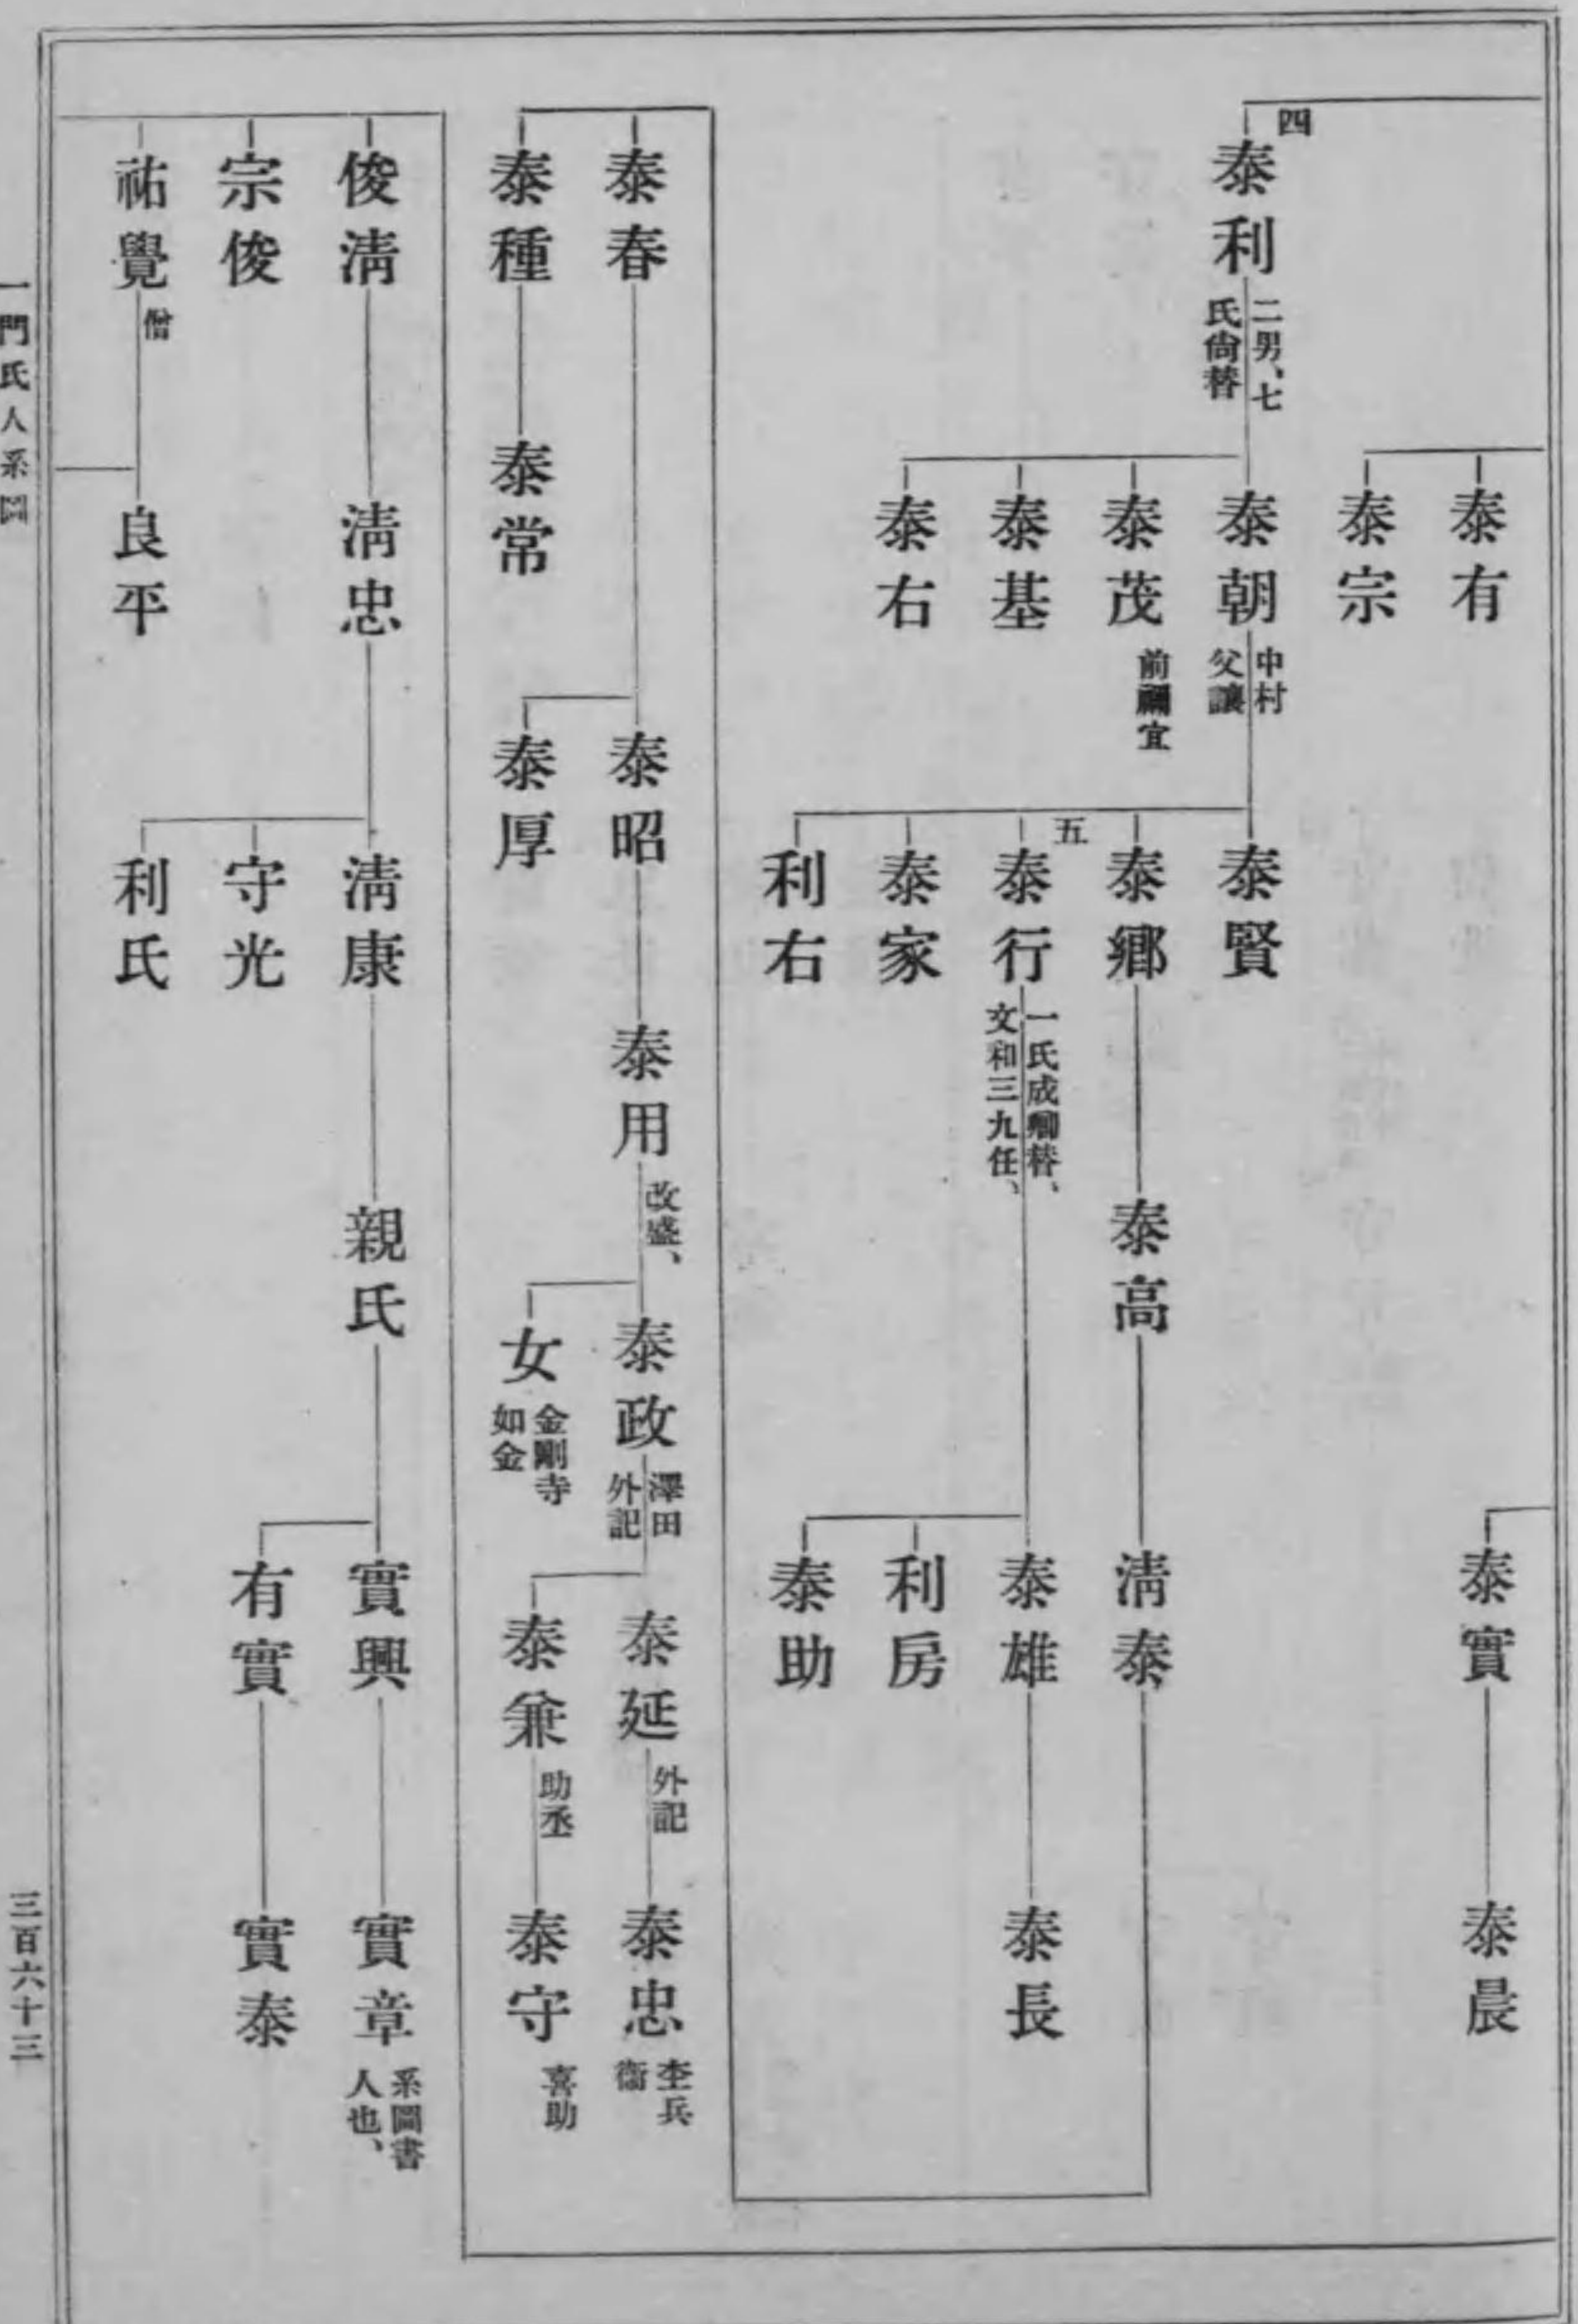 泰有
泰宗
四
泰利
二男、七
氏尙替
泰朝
中村
父讓
泰茂
前禰宜
泰基
泰右
泰賢
泰鄕
五
泰行
一氏成卿替、
文和三九任、
泰家
利右
泰高
泰實
泰晨
淸泰
泰雄
泰長
利房
泰助
泰春
泰種
泰常
泰昭
泰厚
泰用
改盛、
泰政
澤田
外記
女
金剛寺
如金
泰延
外記
泰兼
助丞
泰忠
杢兵
衞
泰守
喜助
俊淸
宗俊
祐覺
僧
淸忠
良平
淸康
守光
利氏
親氏
實興
有實
實章
系圖書
人也、
實泰
一門氏人系圖
三百六十三